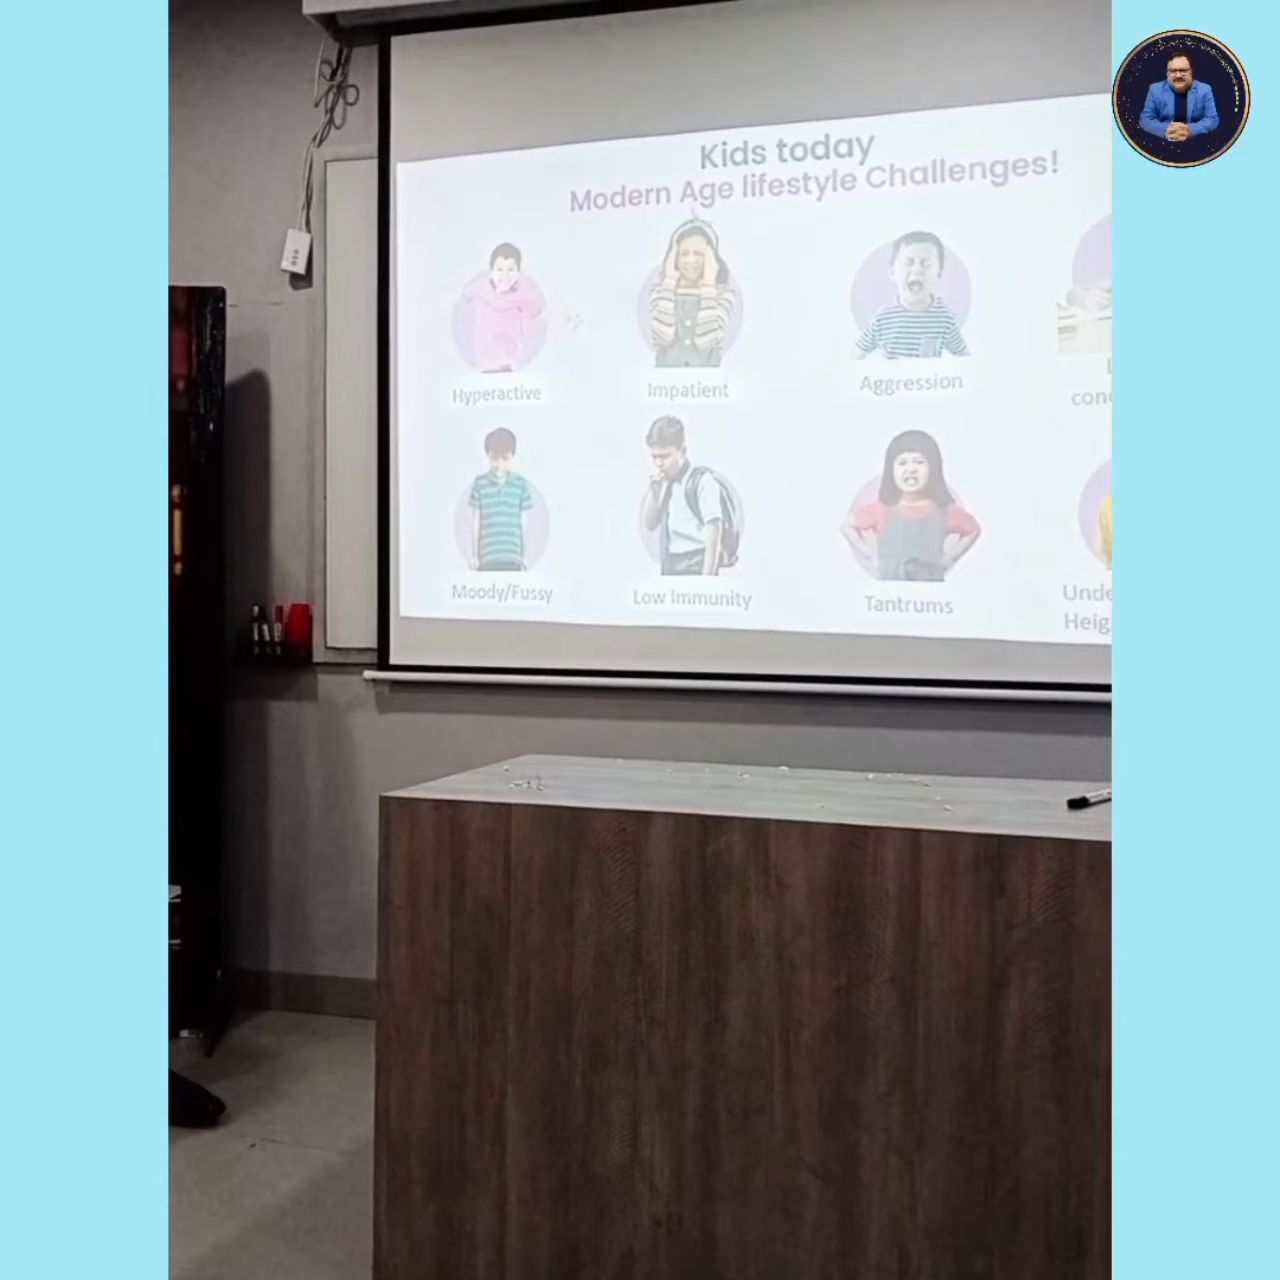 Kids today
Modern Age lifestyle Challenges!
Hyperactive
Impatient
Aggression
Moody/Fussy
Low Immunity
Tantrums